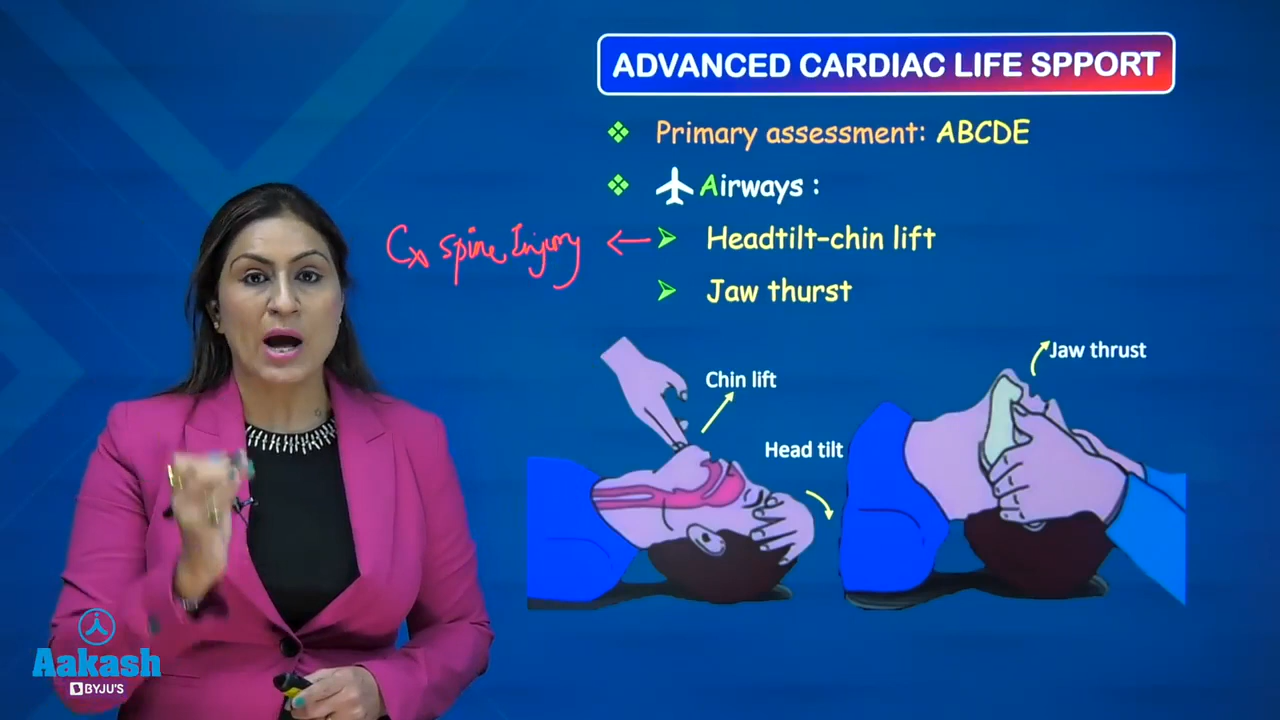 ADVANCED CARDIAC LIFE SPPORT
Primary assessment: ABCDE
Airways :
Cx Spine Injury
Headtilt–chin lift
Jaw thurst
Chin lift
Head tilt
Jaw thrust
Aakash
BYJU'S